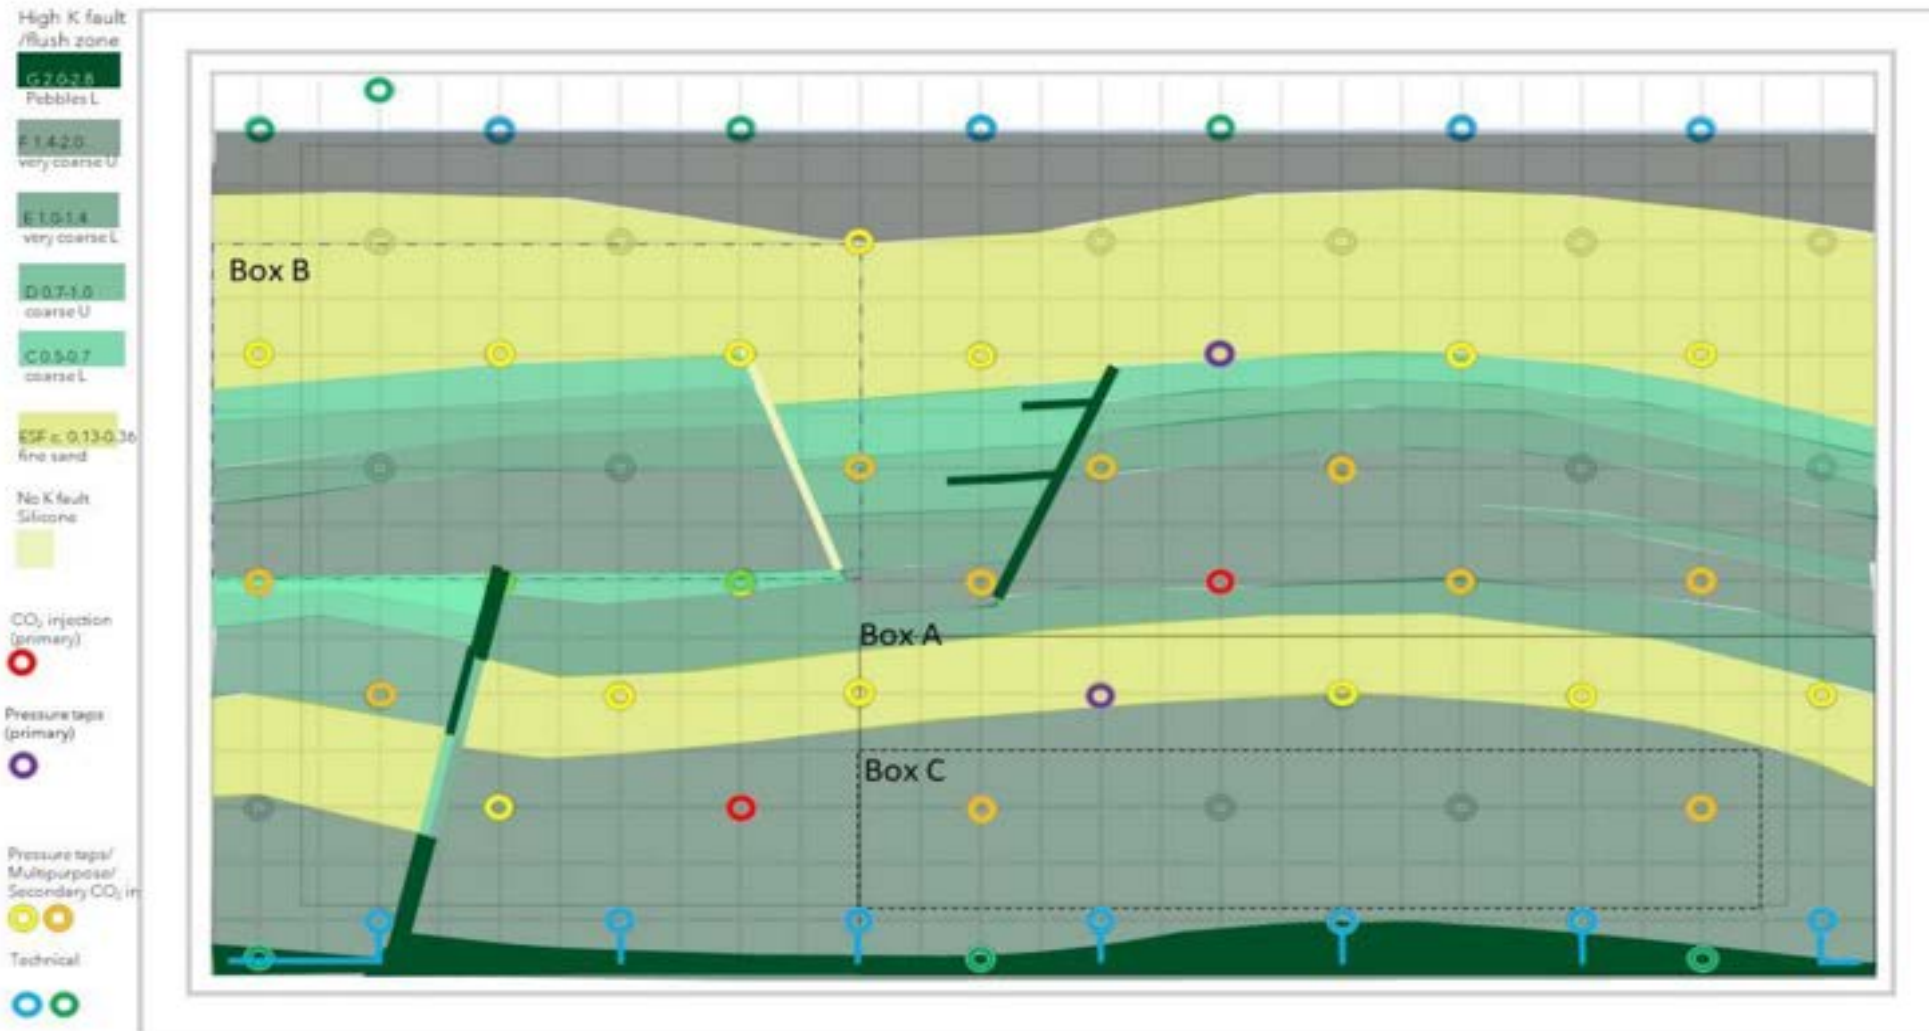 High K fault
/flush zone
G 2.0-2.8
Pebbles L
F 1.4-2.0
very coarse U
E 1.0-1.4
very coarse L
D 0.7-1.0
coarse U
C 0.5-0.7
coarse L
ESF c. 0.13-0.36
fine sand
No K fault
Silicone
CO₂ injection
(primary)
Pressure taps
(primary)
Pressure taps/
Multipurpose/
Secondary CO₂ in
Technical
Box B
Box A
Box C